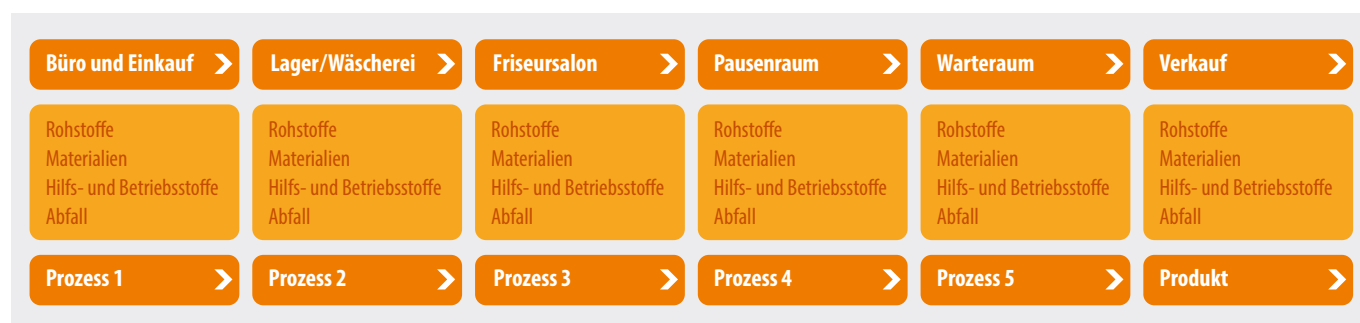 Büro und Einkauf
Lager/Wäscherei
Friseursalon
Pausenraum
Warteraum
Verkauf
Rohstoffe
Materialien
Hilfs- und Betriebsstoffe
Abfall
Rohstoffe
Materialien
Hilfs- und Betriebsstoffe
Abfall
Rohstoffe
Materialien
Hilfs- und Betriebsstoffe
Abfall
Rohstoffe
Materialien
Hilfs- und Betriebsstoffe
Abfall
Rohstoffe
Materialien
Hilfs- und Betriebsstoffe
Abfall
Rohstoffe
Materialien
Hilfs- und Betriebsstoffe
Abfall
Prozess 1
Prozess 2
Prozess 3
Prozess 4
Prozess 5
Produkt